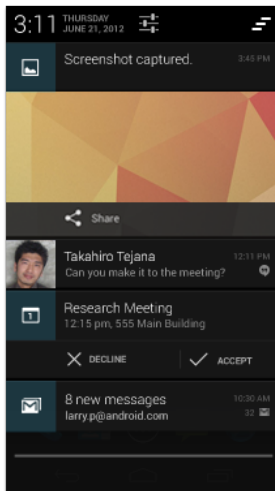 3:11 THURSDAY
JUNE 21, 2012
Screenshot captured. 3:45 PM
Share
Takahiro Tejana 12:11 PM
Can you make it to the meeting?
1
Research Meeting
12:15 pm, 555 Main Building
DECLINE ACCEPT
8 new messages 10:30 AM
larry.p@android.com 32